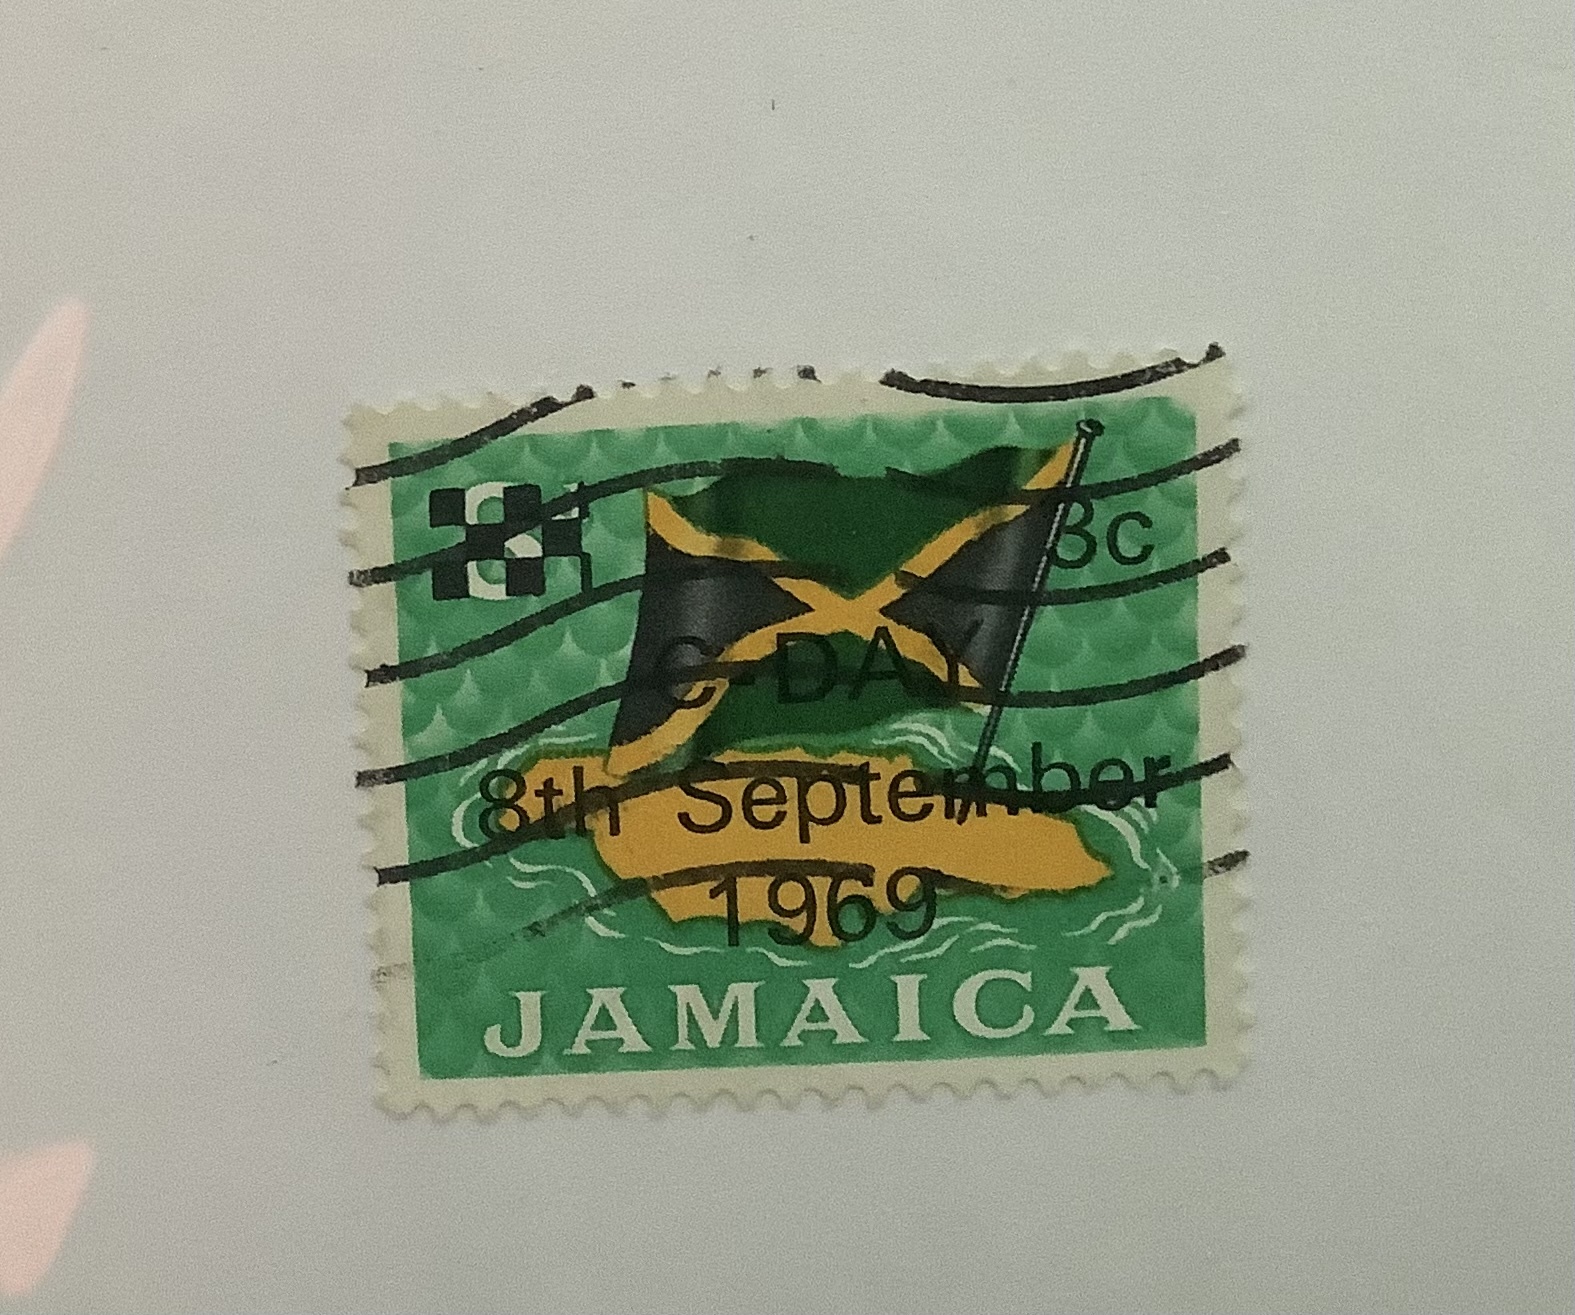 3c
C-DAY
8th September
1969
JAMAICA